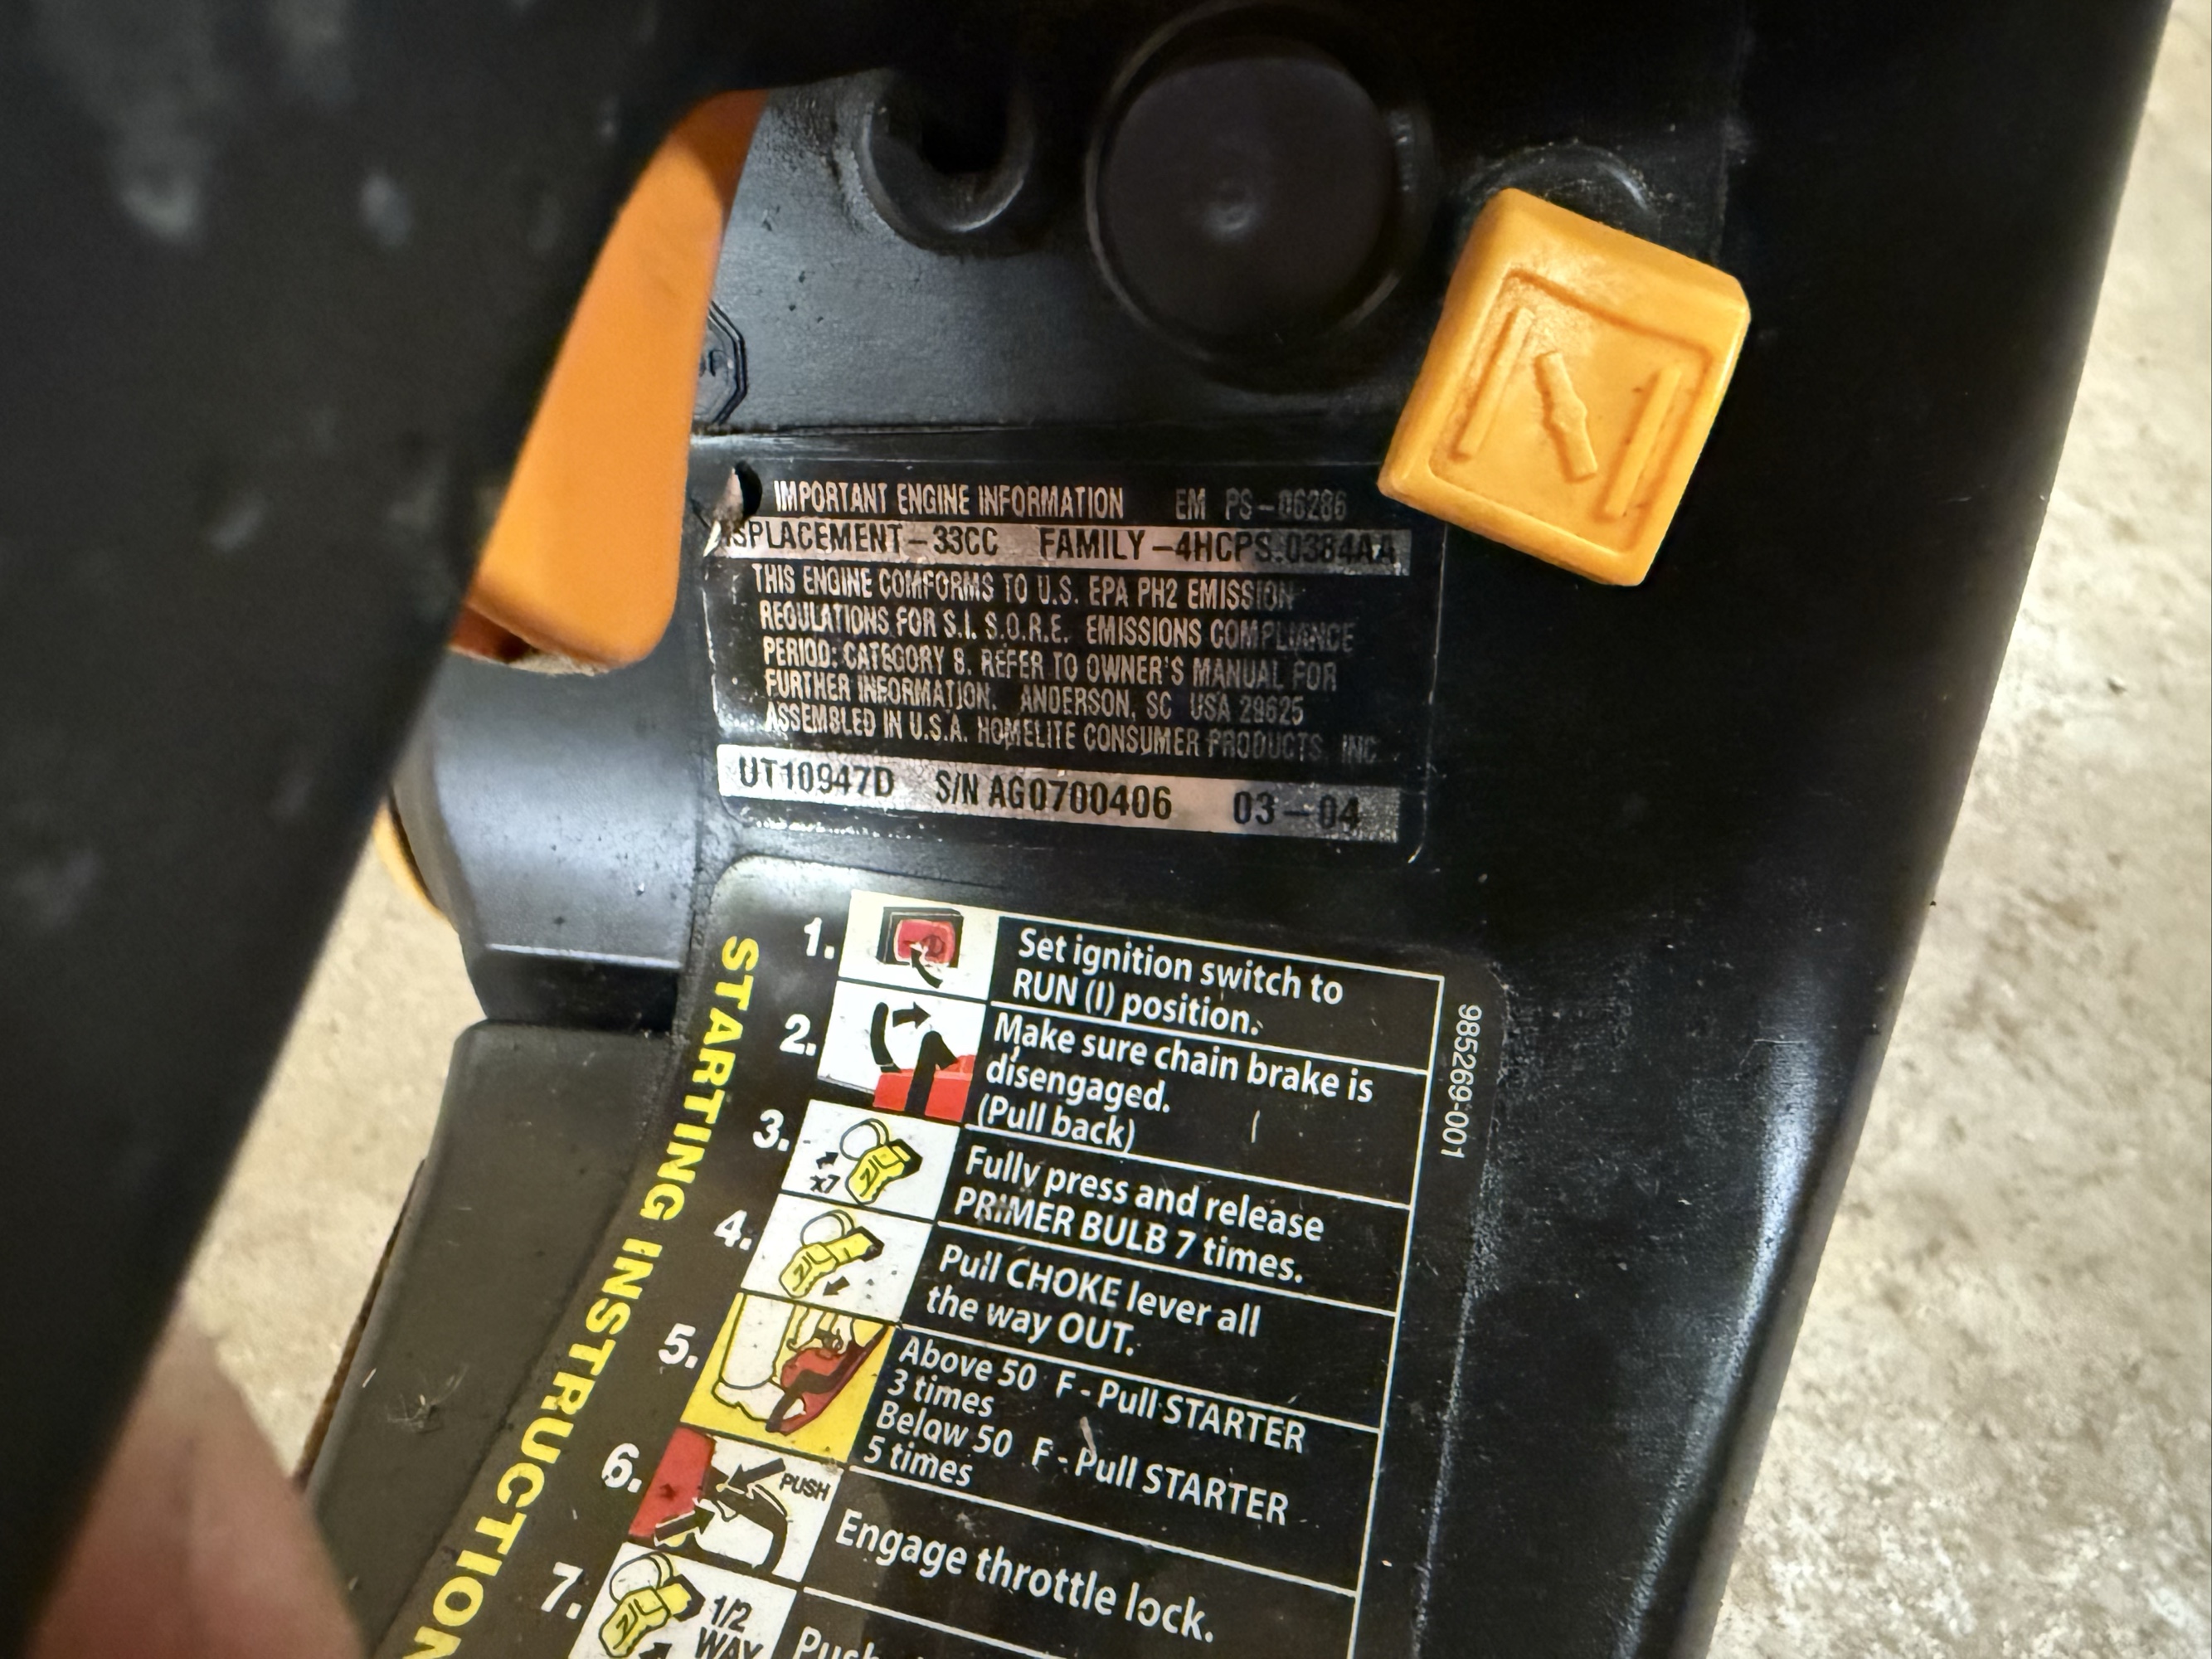 IMPORTANT ENGINE INFORMATION EM PS-06286
ISPLACEMENT-33CC FAMILY-4HCPS.0384AA
THIS ENGINE COMFORMS TO U.S. EPA PH2 EMISSION
REGULATIONS FOR S.I. S.O.R.E. EMISSIONS COMPLIANCE
PERIOD: CATEGORY B. REFER TO OWNER'S MANUAL FOR
FURTHER INFORMATION. ANDERSON, SC USA 29625
ASSEMBLED IN U.S.A. HOMELITE CONSUMER PRODUCTS INC
UT10947D S/N AG0700406 03-04
STARTING INSTRUCTION
1. Set ignition switch to
RUN (I) position.
2. Make sure chain brake is
disengaged.
(Pull back)
3. x7 Fully press and release
PRIMER BULB 7 times.
4. Pull CHOKE lever all
the way OUT.
5. Above 50 F - Pull STARTER
3 times
Below 50 F - Pull STARTER
5 times
6. PUSH Engage throttle lock.
7. 1/2
WAY
Push
985269-001